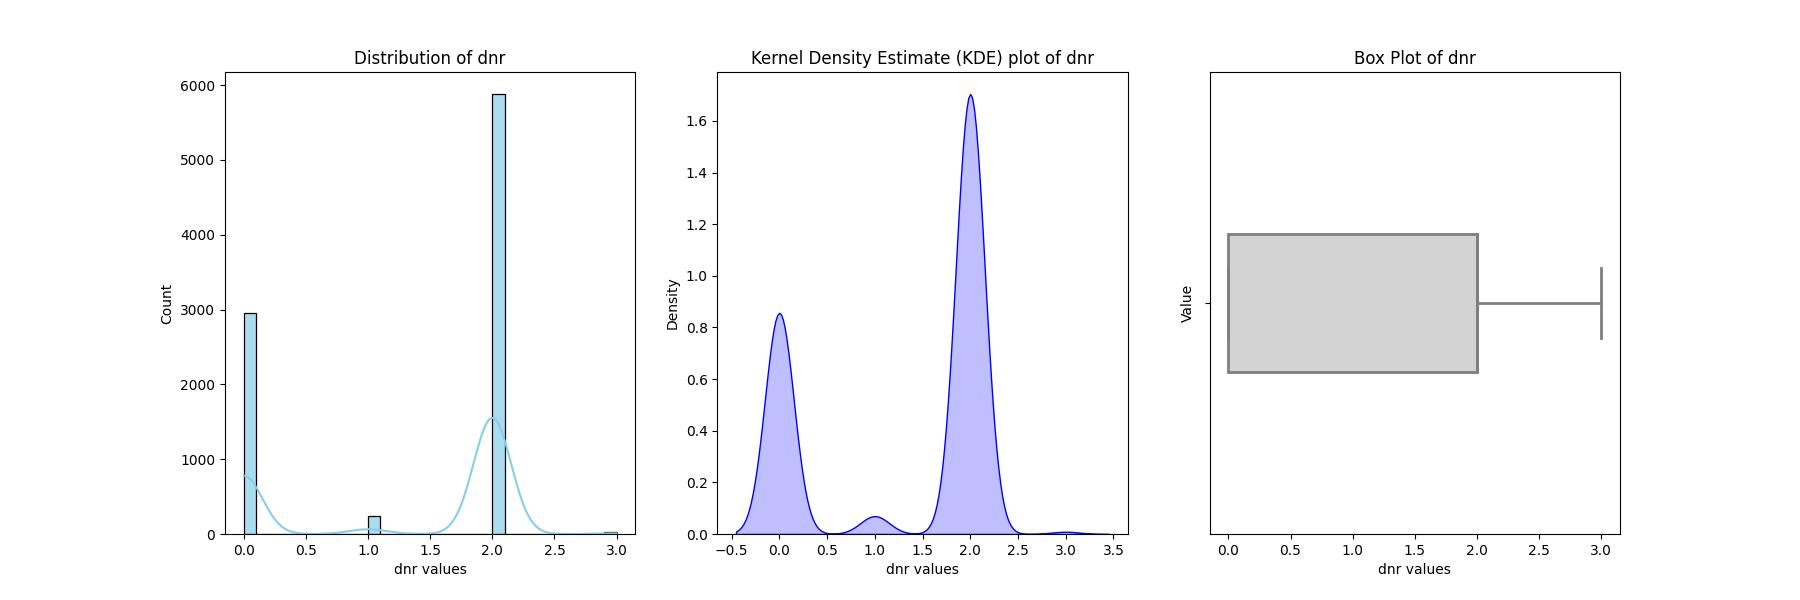 Distribution of dnr
6000
5000
4000
3000
2000
1000
0
Count
0.0 0.5 1.0 1.5 2.0 2.5 3.0
dnr values
Kernel Density Estimate (KDE) plot of dnr
1.6
1.4
1.2
1.0
0.8
0.6
0.4
0.2
0.0
Density
−0.5 0.0 0.5 1.0 1.5 2.0 2.5 3.0 3.5
dnr values
Box Plot of dnr
Value
0.0 0.5 1.0 1.5 2.0 2.5 3.0
dnr values